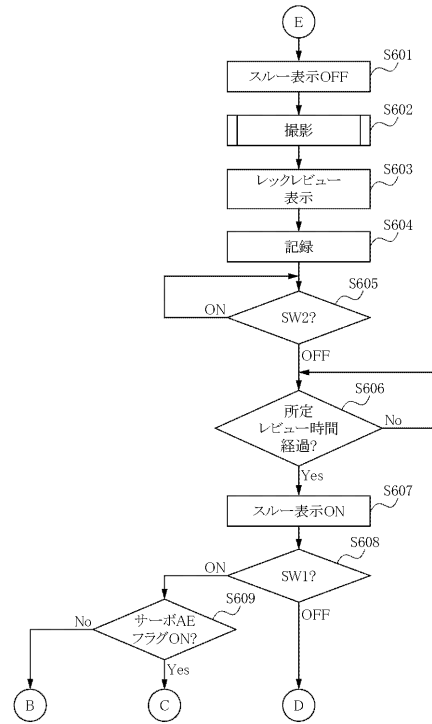 E
S601
スルー表示OFF
S602
撮影
S603
レックレビュー
表示
S604
記録
S605
ON
SW2?
OFF
S606
所定
レビュー時間
経過?
No
Yes
S607
スルー表示ON
S608
ON
SW1?
OFF
S609
No
サーボAE
フラグON?
Yes
B
C
D